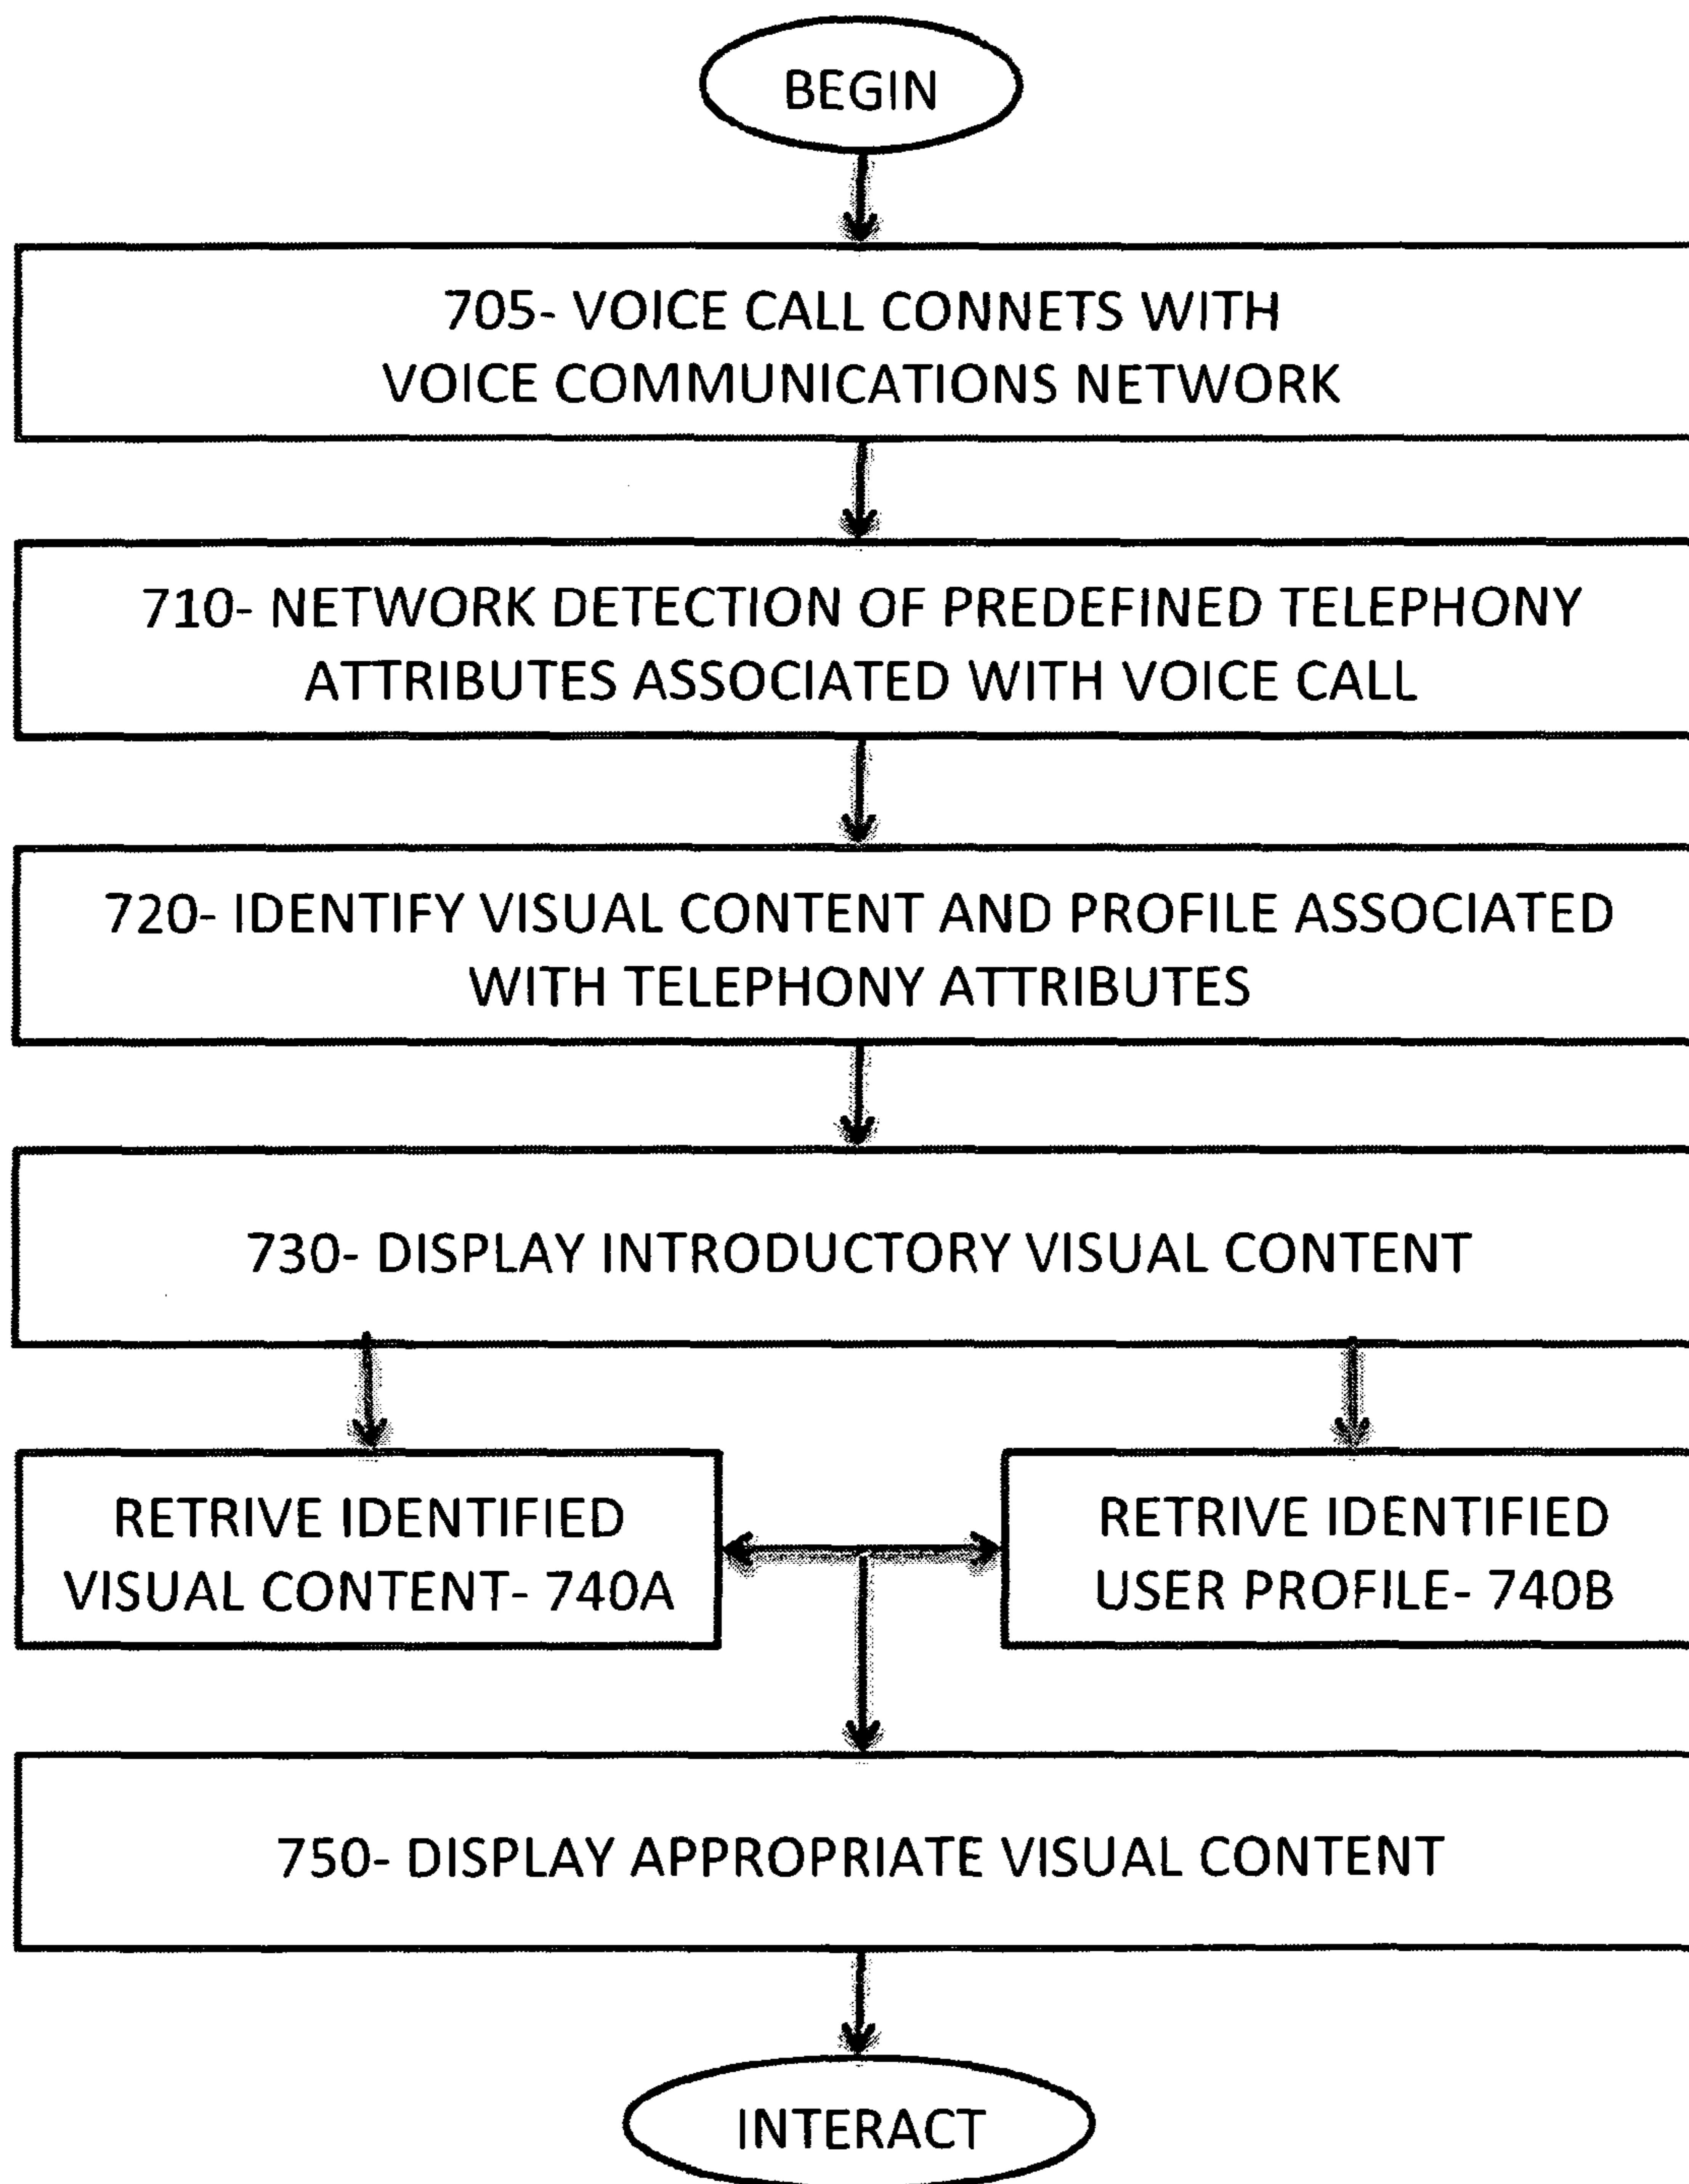 BEGIN
705- VOICE CALL CONNETS WITH
VOICE COMMUNICATIONS NETWORK
710- NETWORK DETECTION OF PREDEFINED TELEPHONY
ATTRIBUTES ASSOCIATED WITH VOICE CALL
720- IDENTIFY VISUAL CONTENT AND PROFILE ASSOCIATED
WITH TELEPHONY ATTRIBUTES
730- DISPLAY INTRODUCTORY VISUAL CONTENT
RETRIVE IDENTIFIED
VISUAL CONTENT- 740A
RETRIVE IDENTIFIED
USER PROFILE- 740B
750- DISPLAY APPROPRIATE VISUAL CONTENT
INTERACT